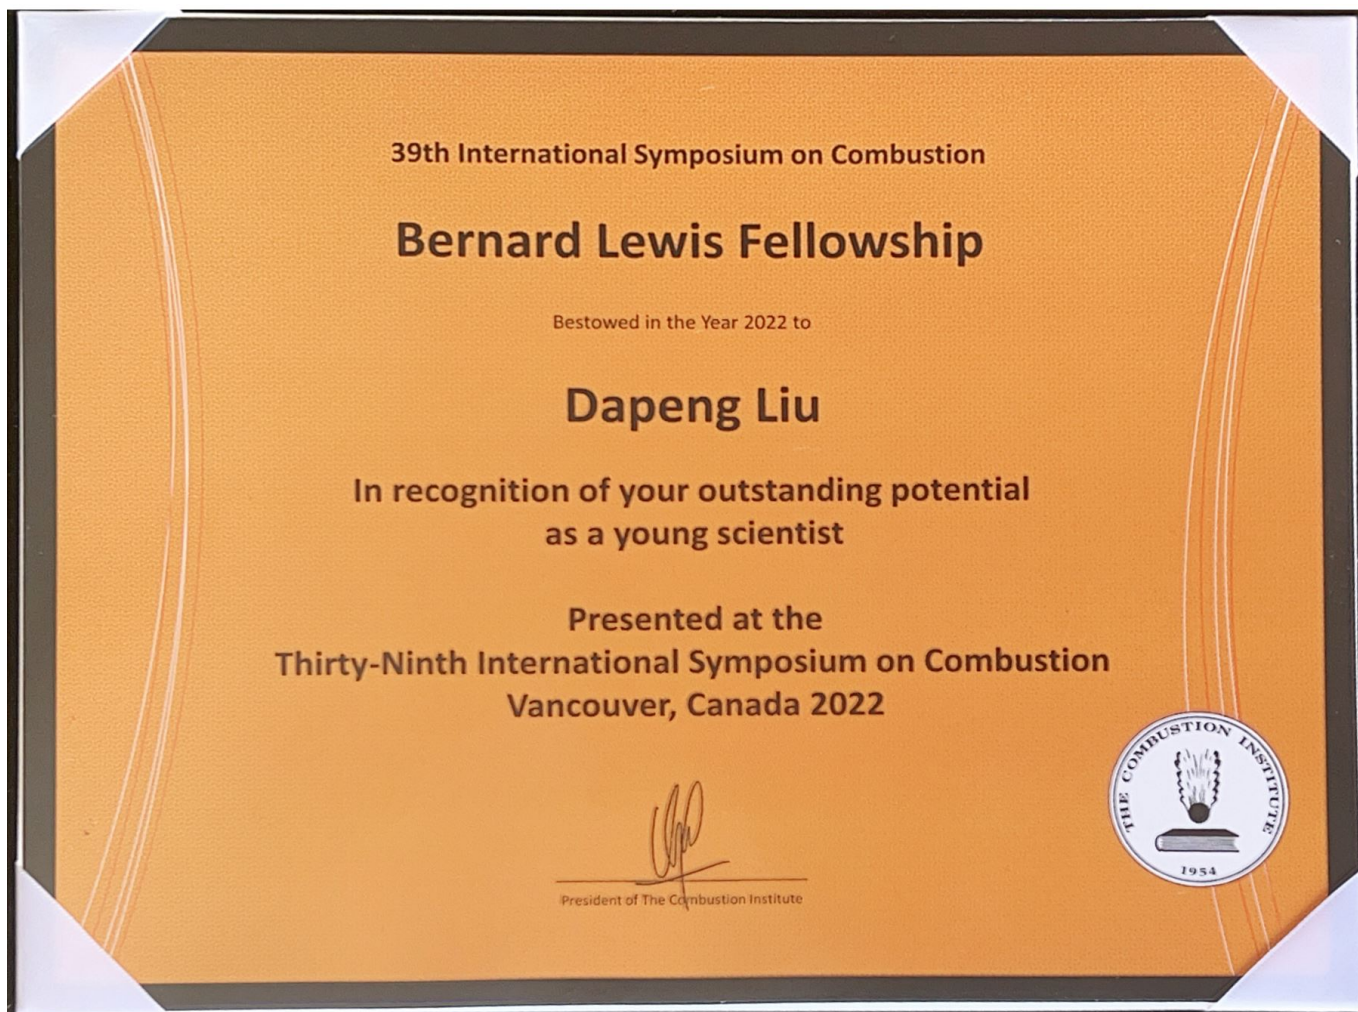 39th International Symposium on Combustion
Bernard Lewis Fellowship
Bestowed in the Year 2022 to
Dapeng Liu
In recognition of your outstanding potential
as a young scientist
Presented at the
Thirty-Ninth International Symposium on Combustion
Vancouver, Canada 2022
President of The Combustion Institute
THE COMBUSTION INSTITUTE
1954